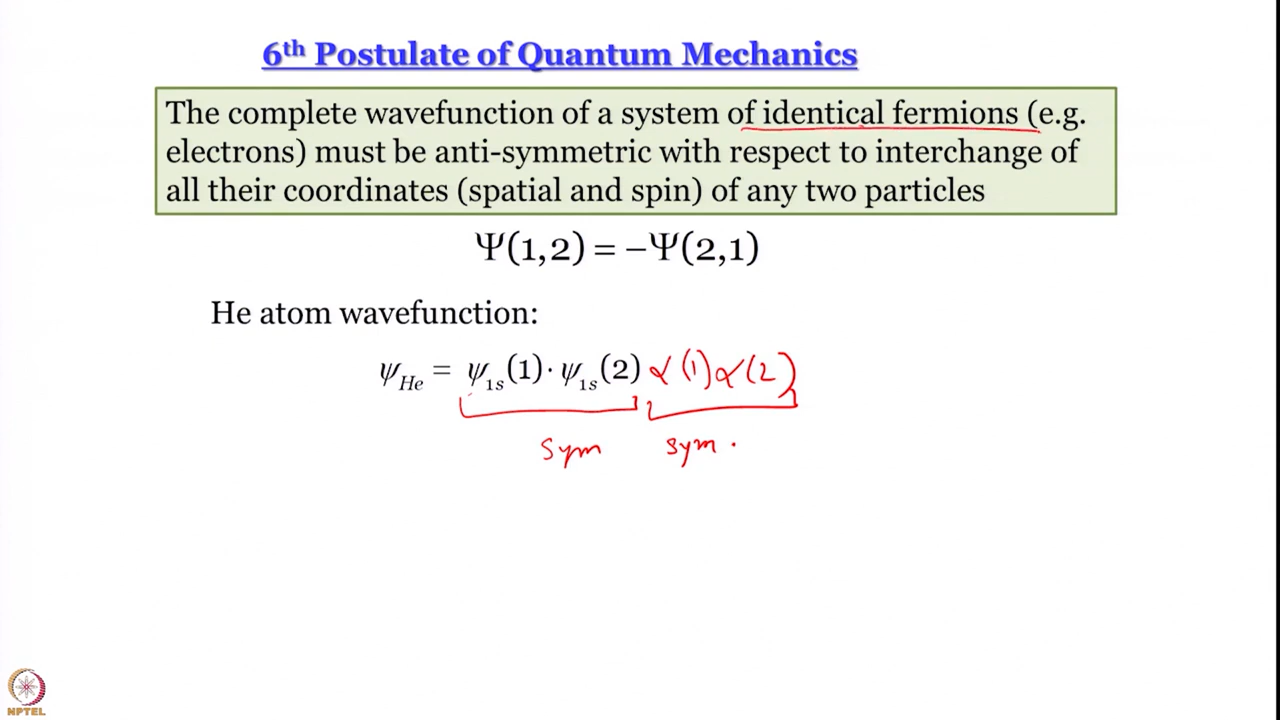 6th Postulate of Quantum Mechanics
The complete wavefunction of a system of identical fermions (e.g.
electrons) must be anti-symmetric with respect to interchange of
all their coordinates (spatial and spin) of any two particles
Ψ(1,2) = −Ψ(2,1)
He atom wavefunction:
ψHe = ψ1s(1)·ψ1s(2) α(1)α(2)
Sym sym.
NPTEL